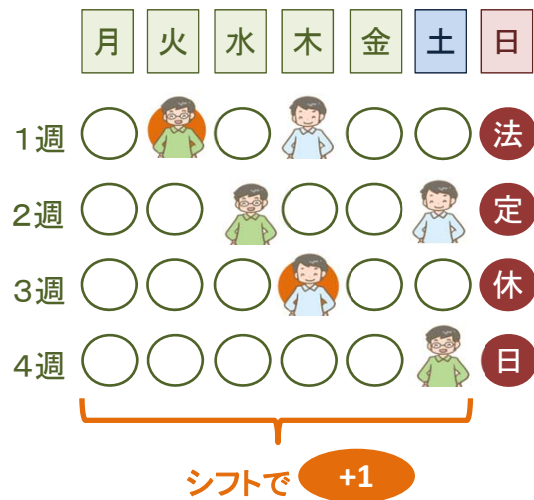 月 火 水 木 金 土 日
1週 法
2週 定
3週 休
4週 日
シフトで +1